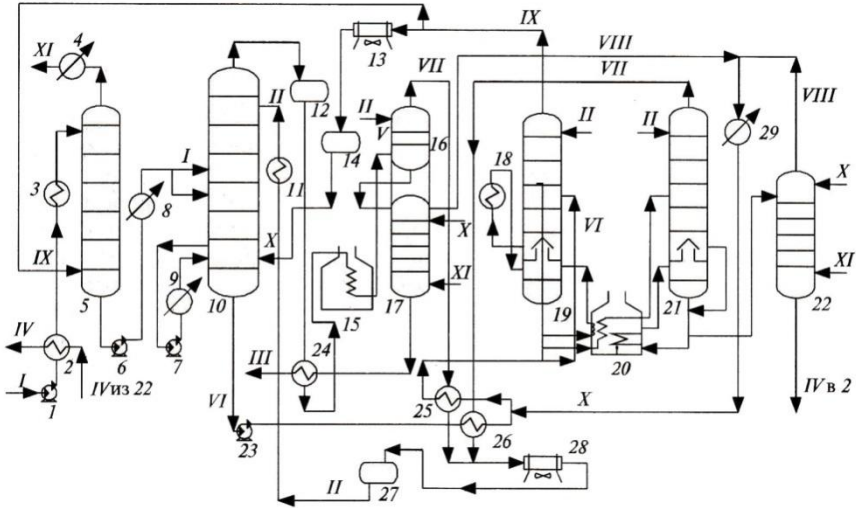 IX
XI
4
13
VIII
VII
VII
II
12
II
V
16
II
II
VIII
29
3
I
8
14
18
X
11
X
X
VI
IX
9
XI
XI
5
10
15
17
19
21
22
IV
2
6
7
III
24
20
I
IV из 22
VI
25
X
IV в 2
1
23
26
28
II
27